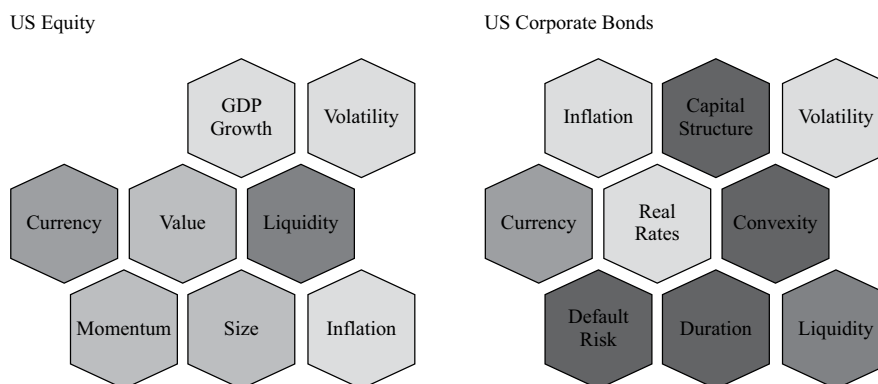 US Equity
GDP
Growth
Volatility
Currency
Value
Liquidity
Momentum
Size
Inflation
US Corporate Bonds
Inflation
Capital
Structure
Volatility
Currency
Real
Rates
Convexity
Default
Risk
Duration
Liquidity